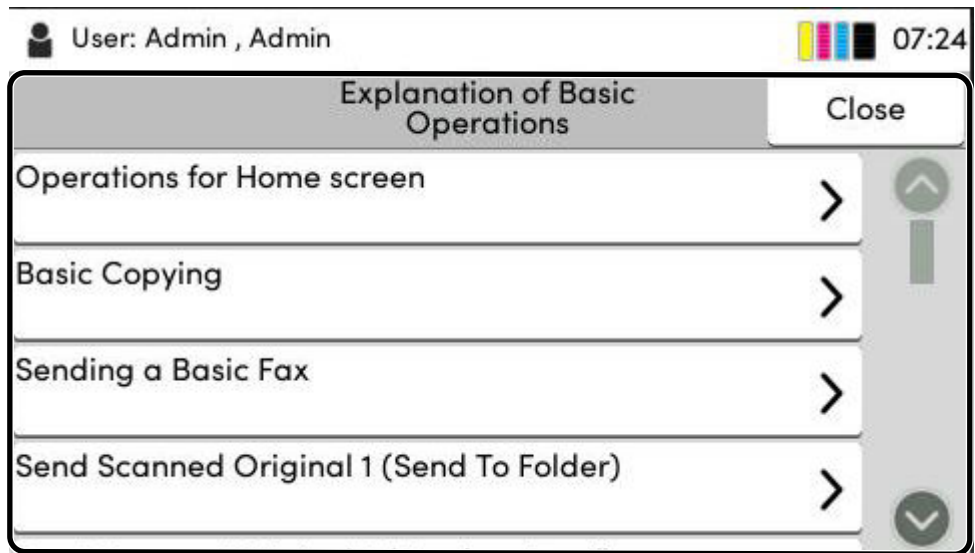 User: Admin , Admin
07:24
Explanation of Basic
Operations
Close
Operations for Home screen
Basic Copying
Sending a Basic Fax
Send Scanned Original 1 (Send To Folder)